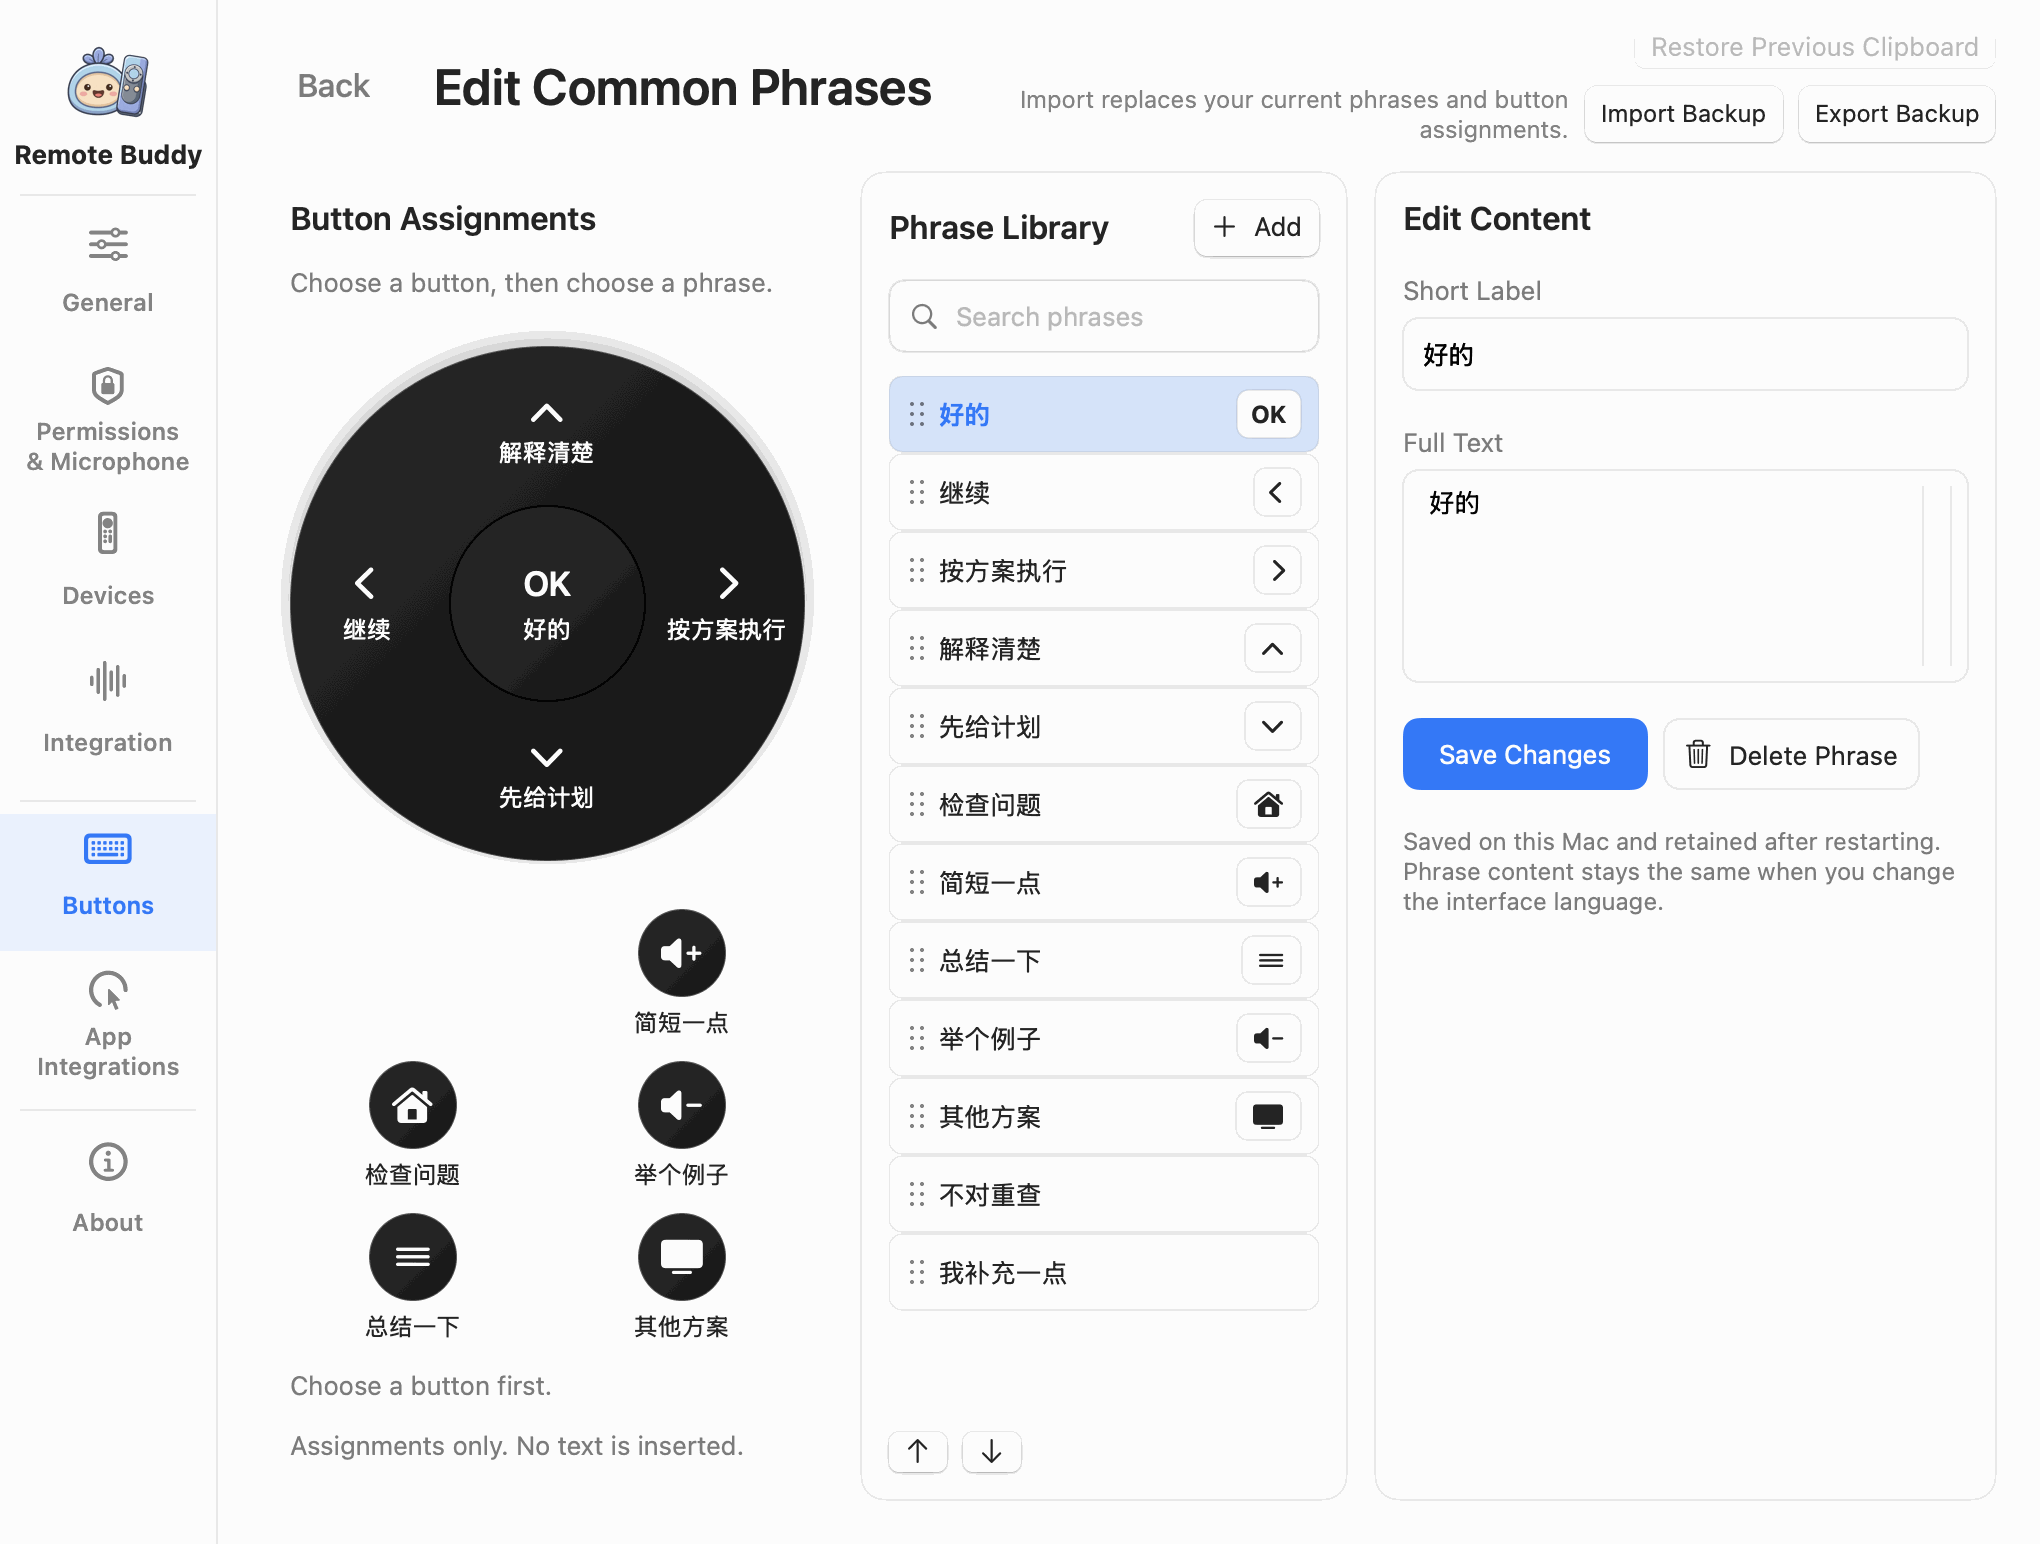 Remote Buddy
General
Permissions
& Microphone
Devices
Integration
Buttons
App
Integrations
About
Back
Edit Common Phrases
Restore Previous Clipboard
Import replaces your current phrases and button
assignments.
Import Backup
Export Backup
Button Assignments
Choose a button, then choose a phrase.
解释清楚
继续
OK
好的
按方案执行
先给计划
简短一点
检查问题
举个例子
总结一下
其他方案
Choose a button first.
Assignments only. No text is inserted.
Phrase Library
Add
Search phrases
好的 OK
继续
按方案执行
解释清楚
先给计划
检查问题
简短一点
总结一下
举个例子
其他方案
不对重查
我补充一点
Edit Content
Short Label
好的
Full Text
好的
Save Changes
Delete Phrase
Saved on this Mac and retained after restarting.
Phrase content stays the same when you change
the interface language.